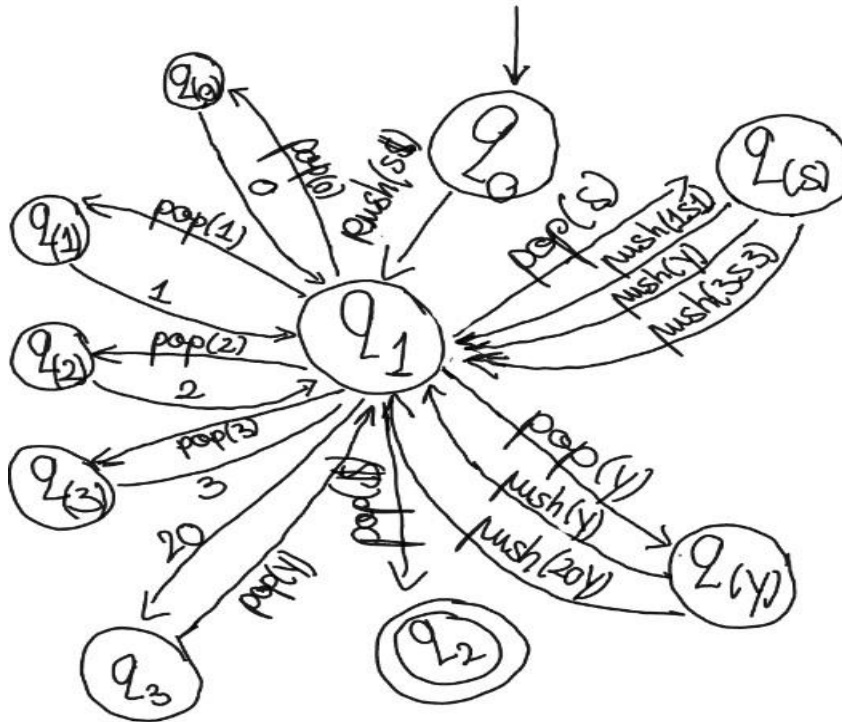 q(0)
0
pop(0)
push(S$)
q0
pop(S)
push(1S1)
push(Y)
push(3S3)
q(S)
q(1)
pop(1)
1
q1
q(2)
pop(2)
2
q(3)
pop(3)
3
20
pop(Y)
pop($)
pop(Y)
push(Y)
push(20Y)
q(Y)
q3
q2